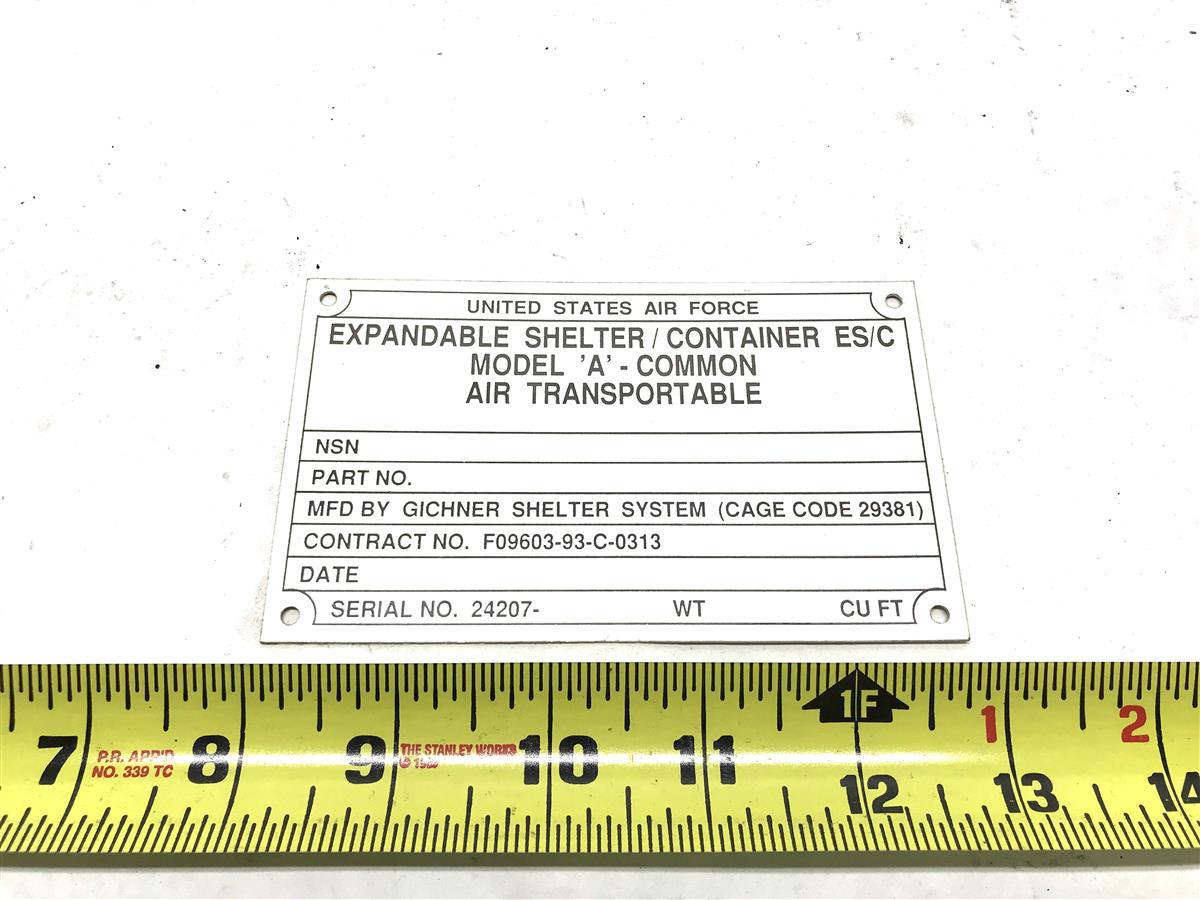 UNITED STATES AIR FORCE
EXPANDABLE SHELTER / CONTAINER ES/C
MODEL 'A' - COMMON
AIR TRANSPORTABLE
NSN
PART NO.
MFD BY GICHNER SHELTER SYSTEM (CAGE CODE 29381)
CONTRACT NO. F09603-93-C-0313
DATE
SERIAL NO. 24207- WT CU FT
1F
1 2
7 8 9 10 11 12 13 14
P.R. APP'D
NO. 339 TC
THE STANLEY WORKS
©